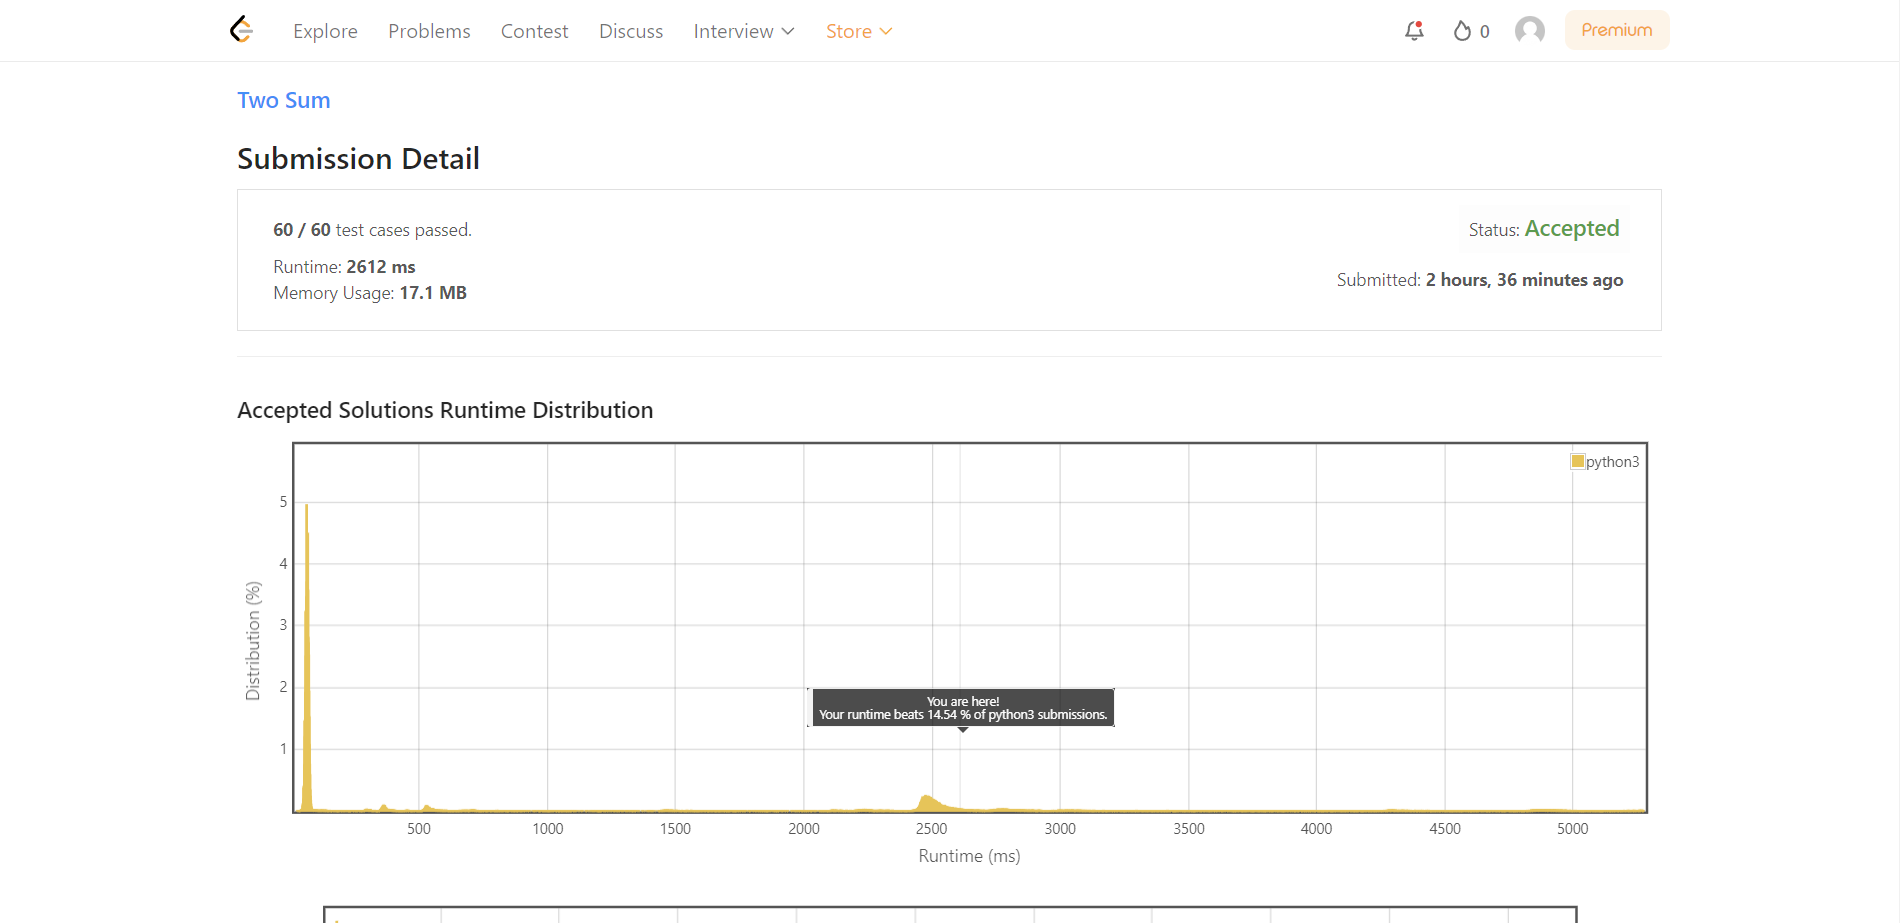 Explore Problems Contest Discuss Interview Store 0 Premium
Two Sum
Submission Detail
60 / 60 test cases passed.
Status: Accepted
Runtime: 2612 ms
Submitted: 2 hours, 36 minutes ago
Memory Usage: 17.1 MB
Accepted Solutions Runtime Distribution
python3
5
4
3
2
1
Distribution (%)
You are here!
Your runtime beats 14.54 % of python3 submissions.
500 1000 1500 2000 2500 3000 3500 4000 4500 5000
Runtime (ms)